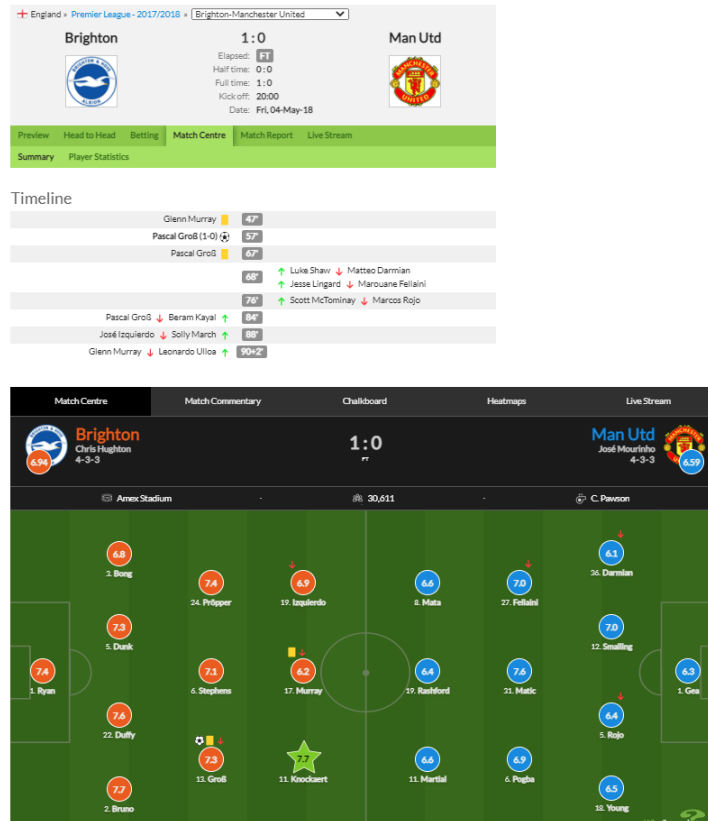 England » Premier League - 2017/2018 » Brighton-Manchester United
Brighton 1 : 0 Man Utd
Elapsed: FT
Half time: 0 : 0
Full time: 1 : 0
Kick off: 20:00
Date: Fri, 04-May-18
Preview Head to Head Betting Match Centre Match Report Live Stream
Summary Player Statistics
Timeline
Glenn Murray 47'
Pascal Groß (1-0) 57'
Pascal Groß 67'
68' Luke Shaw Matteo Darmian
Jesse Lingard Marouane Fellaini
76' Scott McTominay Marcos Rojo
Pascal Groß Beram Kayal 84'
José Izquierdo Solly March 88'
Glenn Murray Leonardo Ulloa 90+2'
Match Centre Match Commentary Chalkboard Heatmaps Live Stream
Brighton 1 : 0 Man Utd
Chris Hughton FT José Mourinho
6.94 4-3-3 4-3-3 6.59
Amex Stadium - 30,611 - C. Pawson
6.8 6.1
3. Bong 36. Darmian
7.4 6.9 6.6 7.0
24. Pröpper 19. Izquierdo 8. Mata 27. Fellaini
7.3 7.0
5. Dunk 12. Smalling
7.4 7.1 6.2 6.4 7.6 6.3
1. Ryan 6. Stephens 17. Murray 19. Rashford 31. Matic 1. Gea
7.6 6.4
22. Duffy 5. Rojo
7.3 7.7 6.6 6.9
13. Groß 11. Knockaert 11. Martial 6. Pogba
7.7 6.5
2. Bruno 18. Young